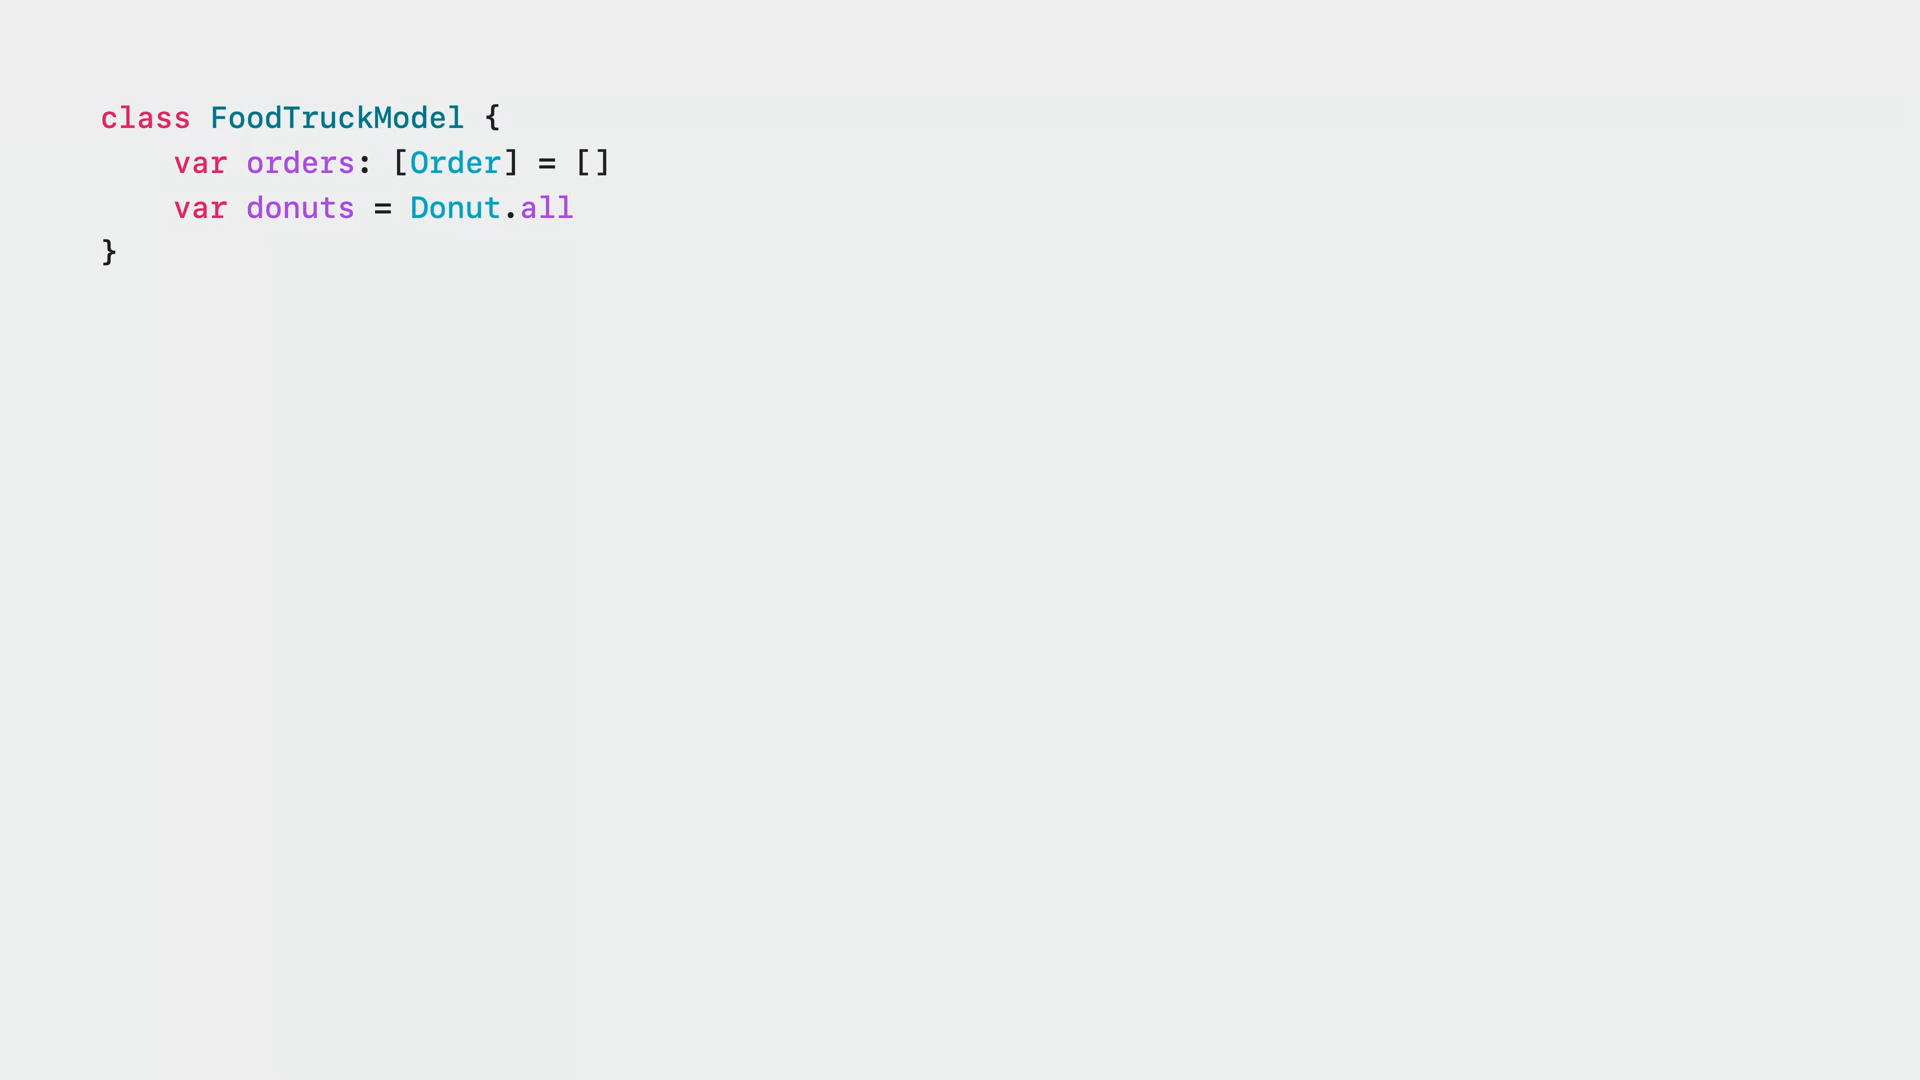 class FoodTruckModel {
    var orders: [Order] = []
    var donuts = Donut.all
}